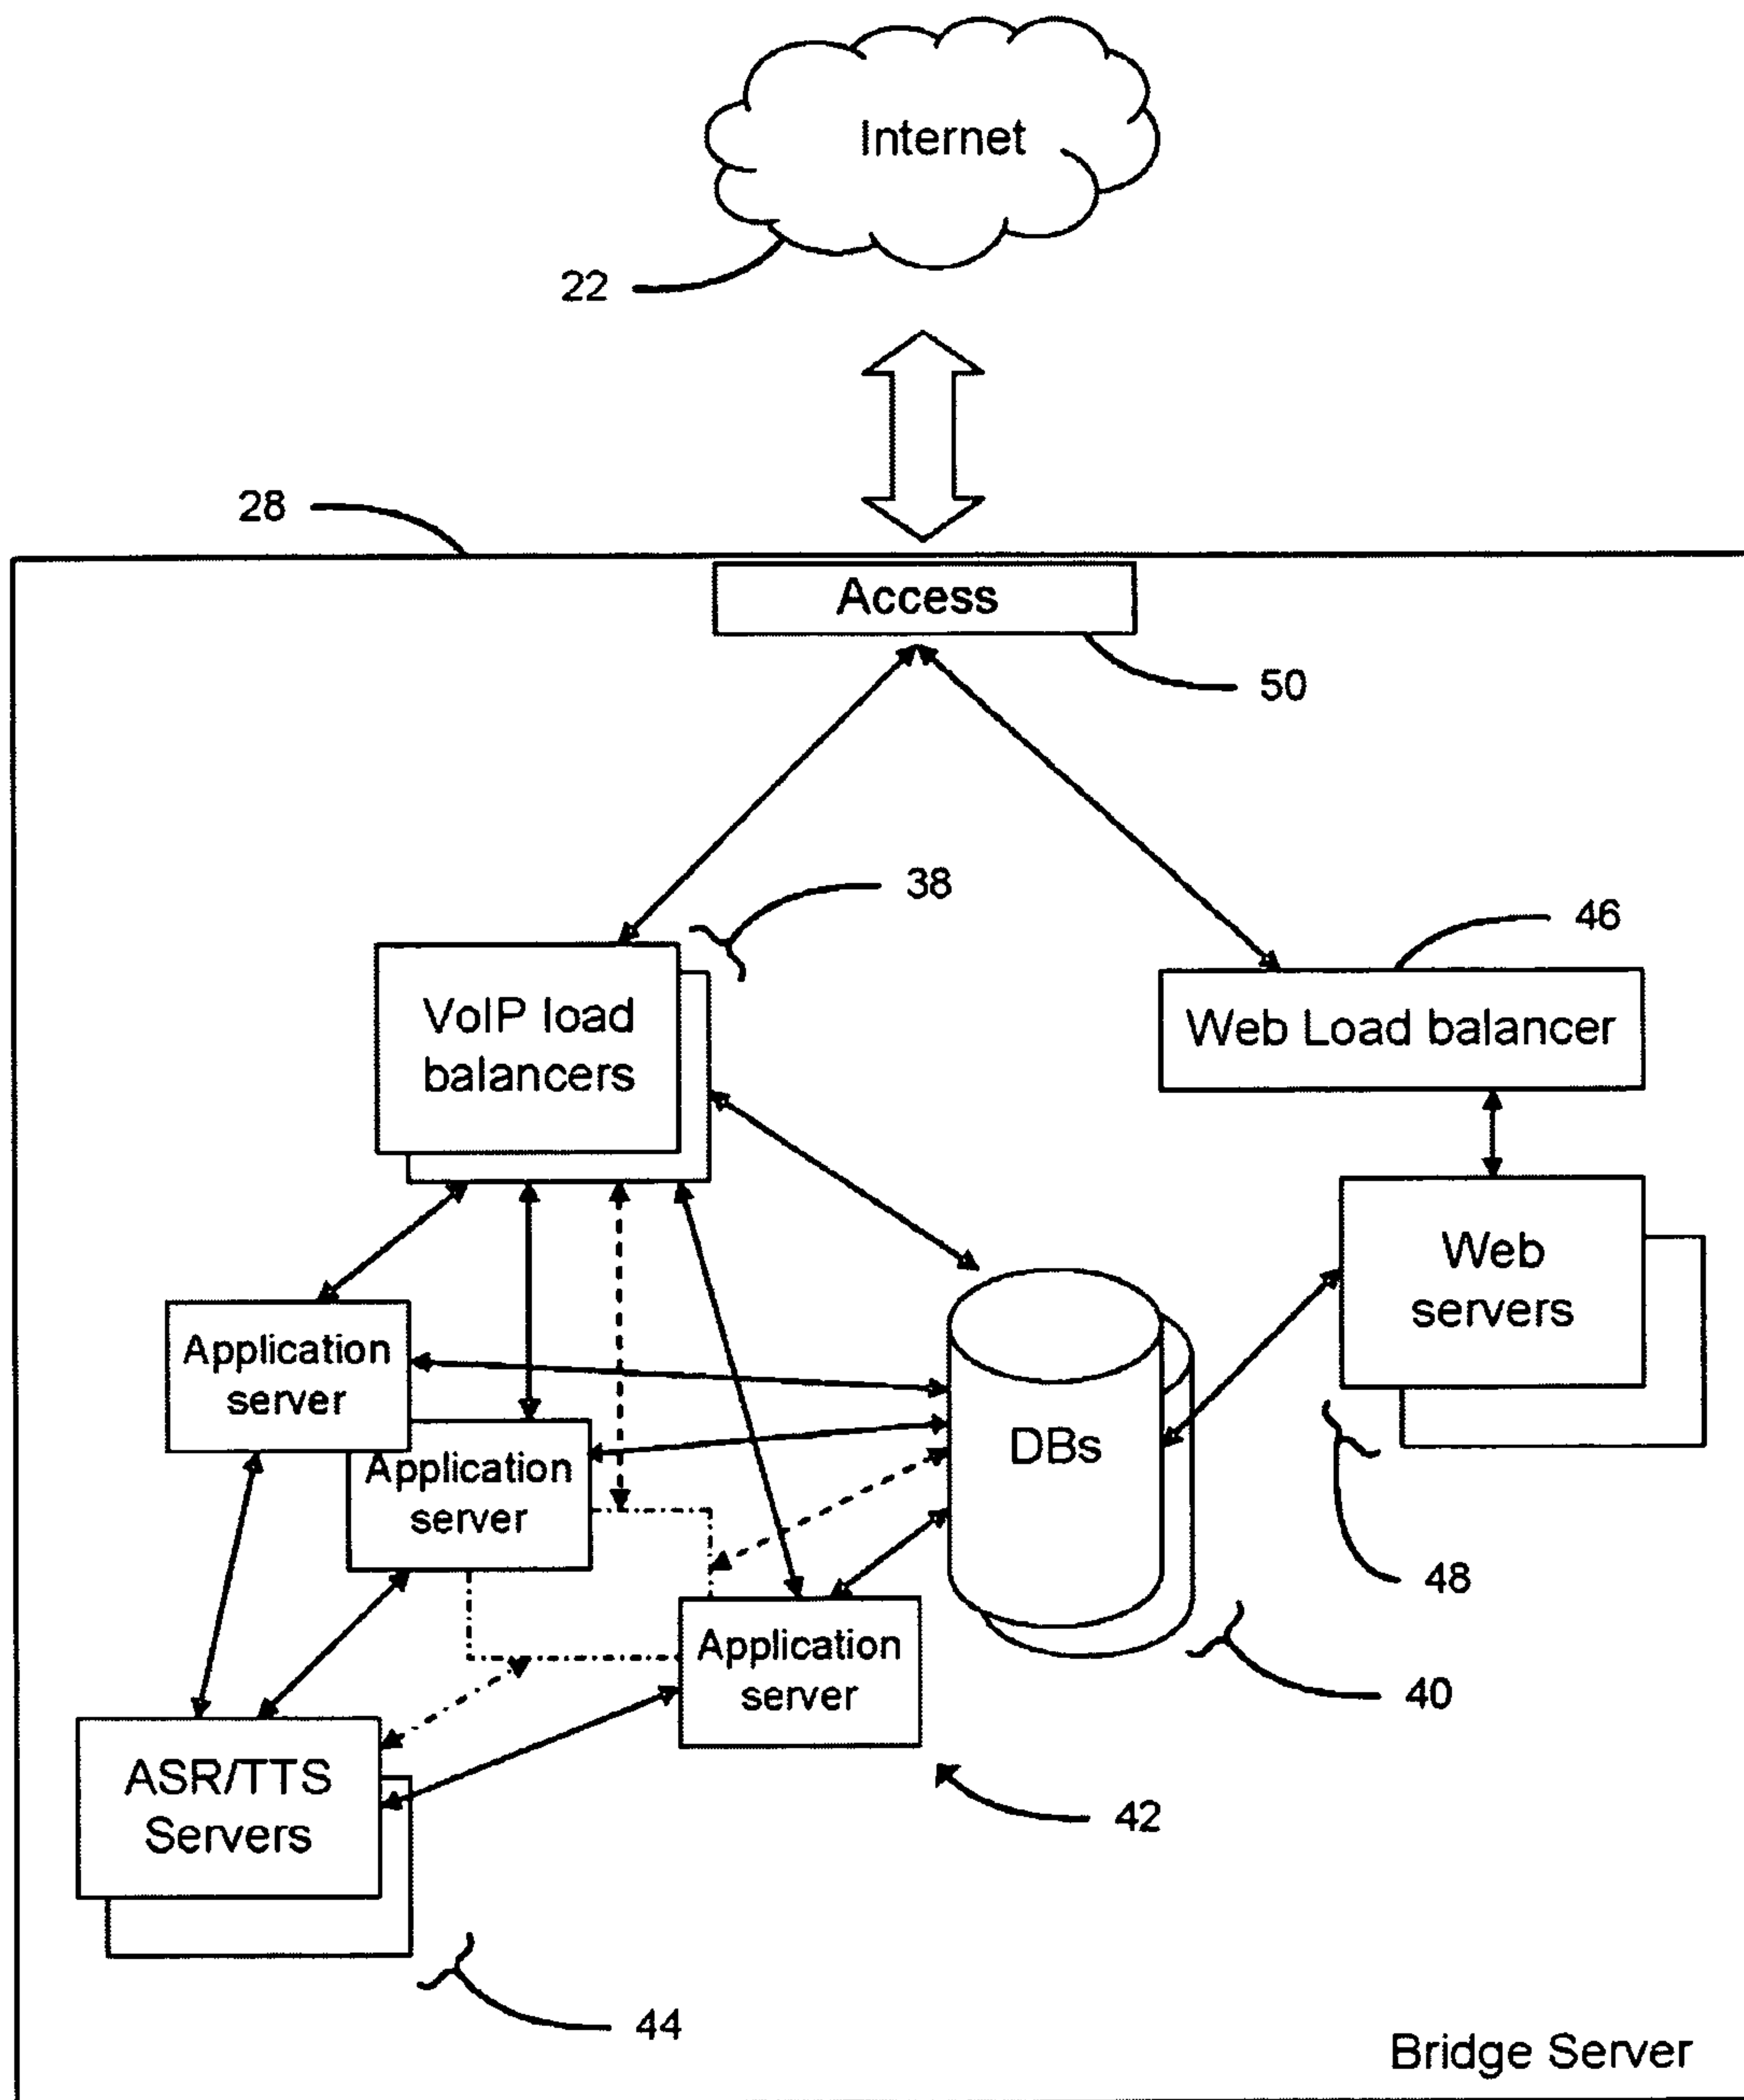 Internet
22
28
Access
50
38
46
VoIP load
balancers
Web Load balancer
Web
servers
Application
server
Application
server
DBs
48
Application
server
40
ASR/TTS
Servers
42
44
Bridge Server